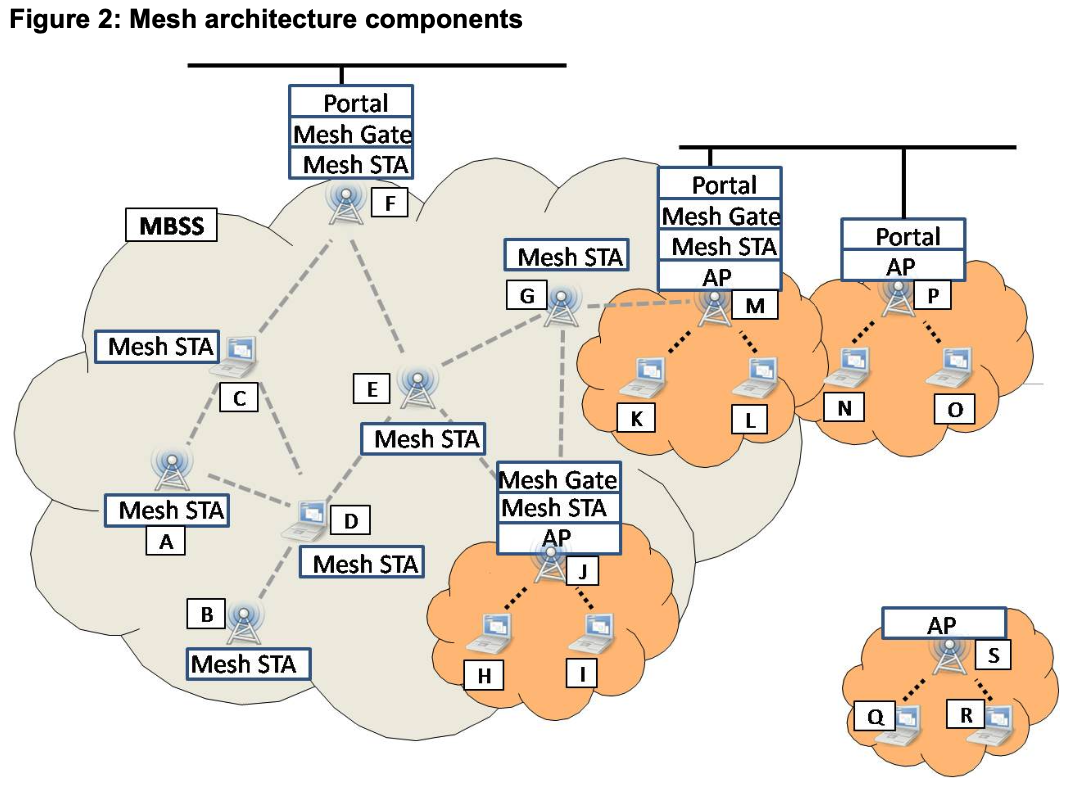 Figure 2: Mesh architecture components
Portal
Mesh Gate
Mesh STA
F
MBSS
Portal
Mesh Gate
Mesh STA
AP
M
Portal
AP
P
Mesh STA
G
Mesh STA
C
E
Mesh STA
K
L
N
O
Mesh STA
A
D
Mesh STA
Mesh Gate
Mesh STA
AP
J
B
Mesh STA
H
I
AP
S
Q
R